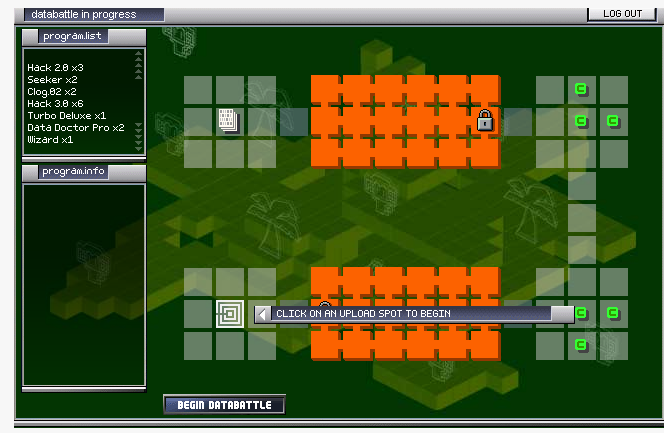 databattle in progress
LOG OUT
program.list
Hack 2.0 x3
Seeker x2
Clog.02 x2
Hack 3.0 x6
Turbo Deluxe x1
Data Doctor Pro x2
Wizard x1
program.info
CLICK ON AN UPLOAD SPOT TO BEGIN
BEGIN DATABATTLE